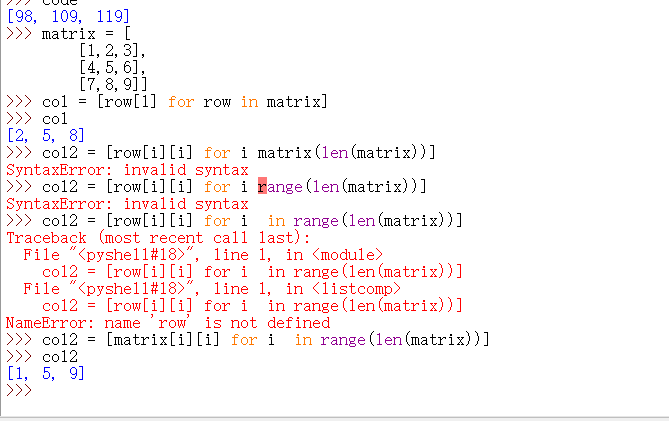 >>> code
[98, 109, 119]
>>> matrix = [
[1,2,3],
[4,5,6],
[7,8,9]]
>>> col = [row[1] for row in matrix]
>>> col
[2, 5, 8]
>>> col2 = [row[i][i] for i matrix(len(matrix))]
SyntaxError: invalid syntax
>>> col2 = [row[i][i] for i range(len(matrix))]
SyntaxError: invalid syntax
>>> col2 = [row[i][i] for i  in range(len(matrix)]
Traceback (most recent call last):
File "<pyshell#18>", line 1, in <module>
col2 = [row[i][i] for i  in range(len(matrix)]
File "<pyshell#18>", line 1, in <listcomp>
col2 = [row[i][i] for i  in range(len(matrix)]
NameError: name 'row' is not defined
>>> col2 = [matrix[i][i] for i  in range(len(matrix))]
>>> col2
[1, 5, 9]
>>>